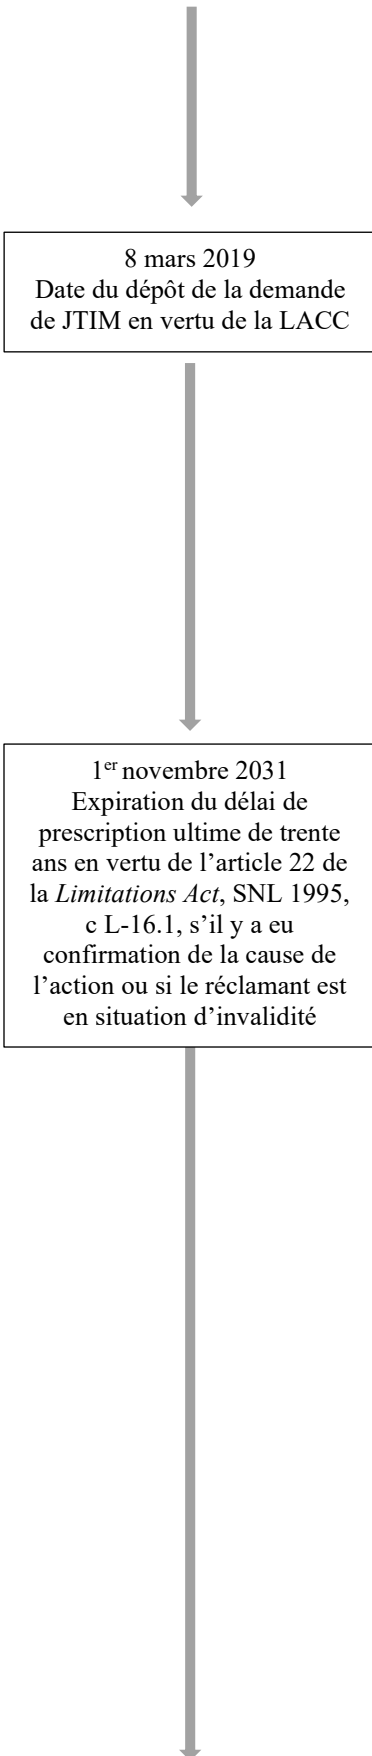 8 mars 2019
Date du dépôt de la demande
de JTIM en vertu de la LACC
1er novembre 2031
Expiration du délai de
prescription ultime de trente
ans en vertu de l’article 22 de
la Limitations Act, SNL 1995,
c L-16.1, s’il y a eu
confirmation de la cause de
l’action ou si le réclamant est
en situation d’invalidité